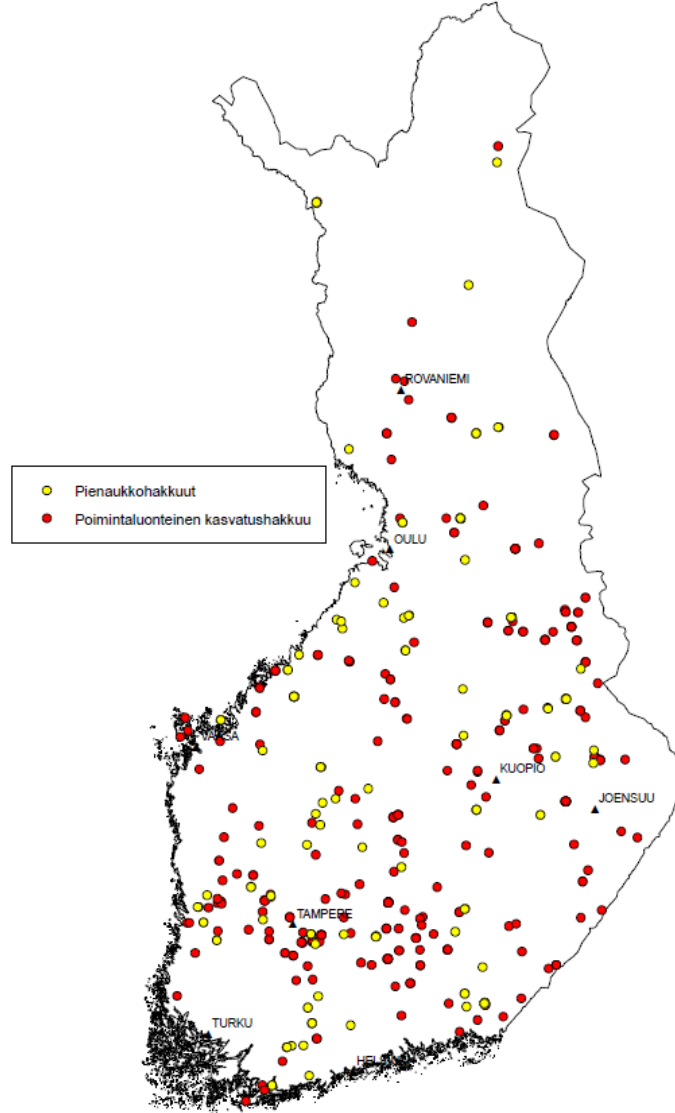 ROVANIEMI
Pienaukkohakkuut
Poimintaluonteinen kasvatushakkuu
OULU
KUOPIO
JOENSUU
TAMPERE
TURKU